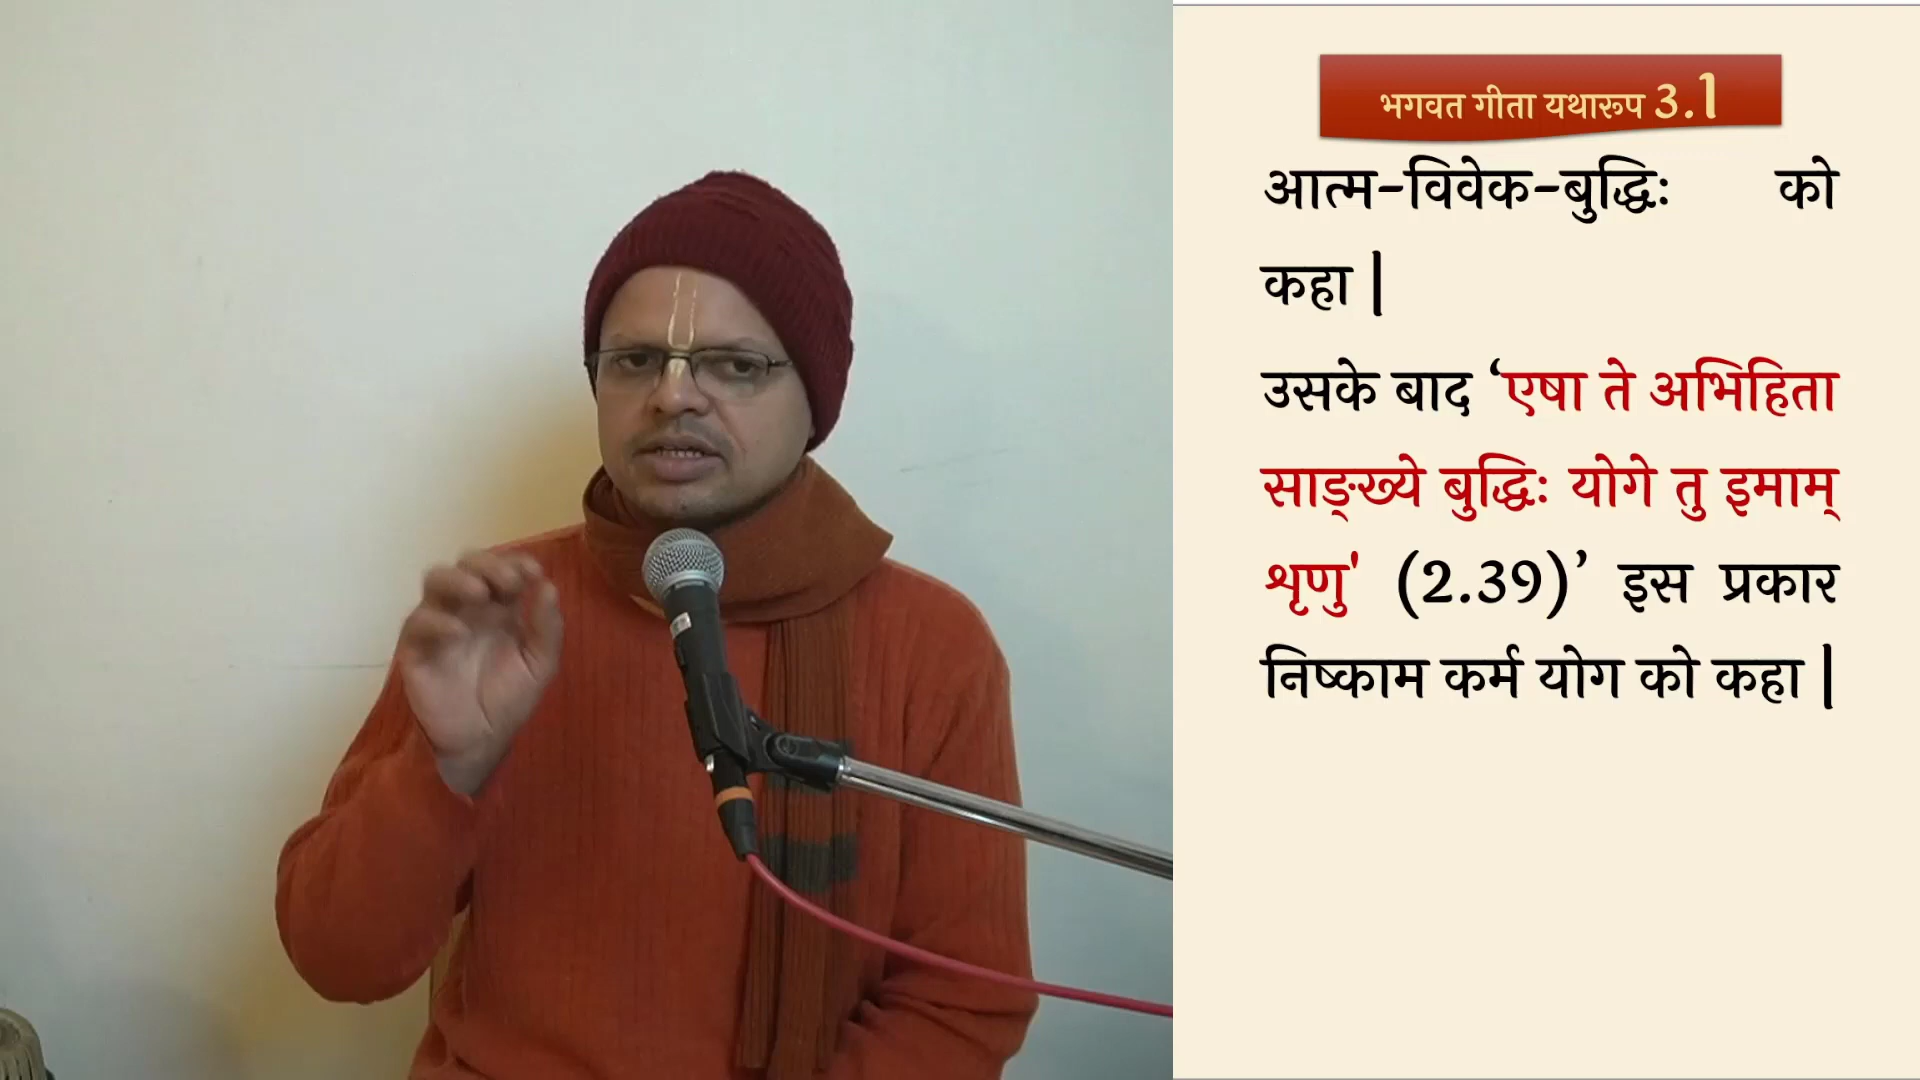 भगवत गीता यथारूप 3.1
आत्म-विवेक-बुद्धिः को
कहा |
उसके बाद ‘एषा ते अभिहिता
साङ्ख्ये बुद्धिः योगे तु इमाम्
श‍ृणु' (2.39)’ इस प्रकार
निष्काम कर्म योग को कहा |